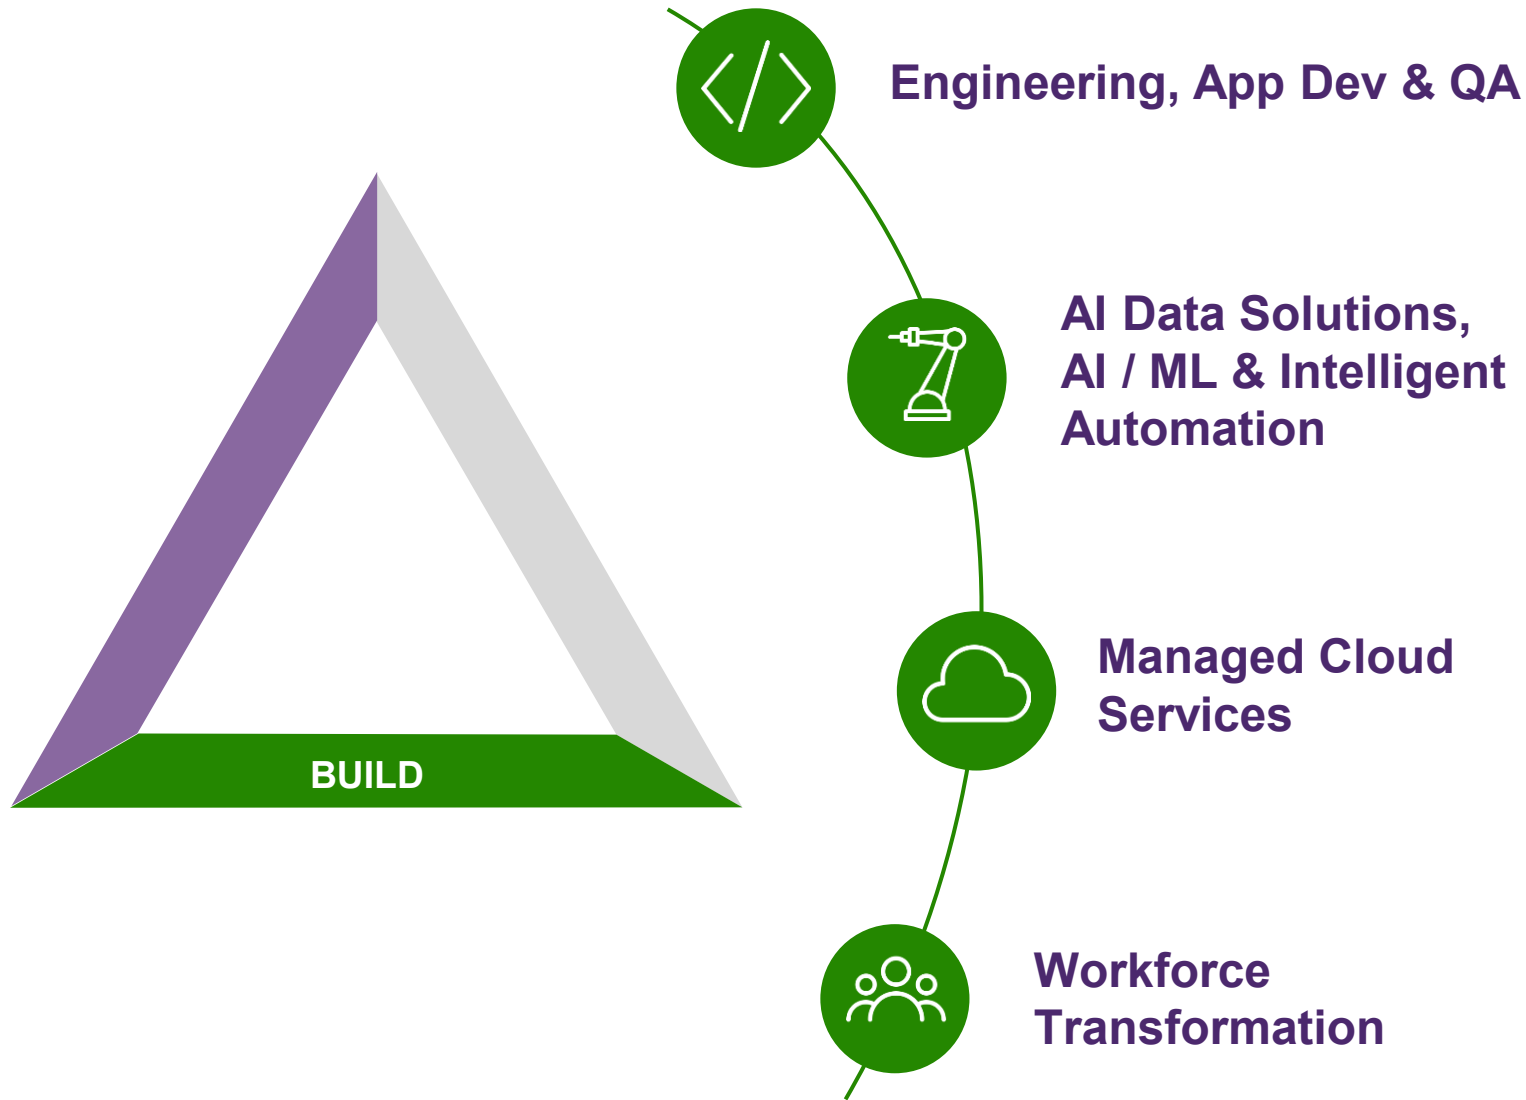 Engineering, App Dev & QA
AI Data Solutions,
AI / ML & Intelligent
Automation
Managed Cloud
Services
BUILD
Workforce
Transformation